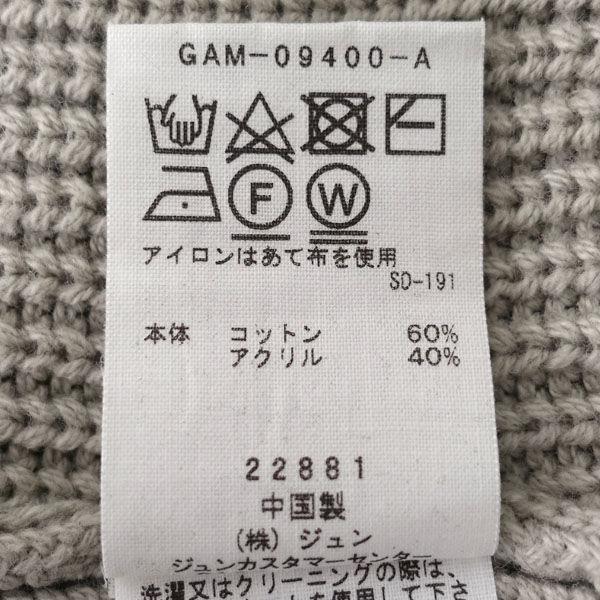 GAM-09400-A
F W
アイロンはあて布を使用
SD-191
本体 コットン 60%
アクリル 40%
22881
中国製
(株) ジュン
ジュンカスタマーセンター
洗濯又はクリーニングの際は、